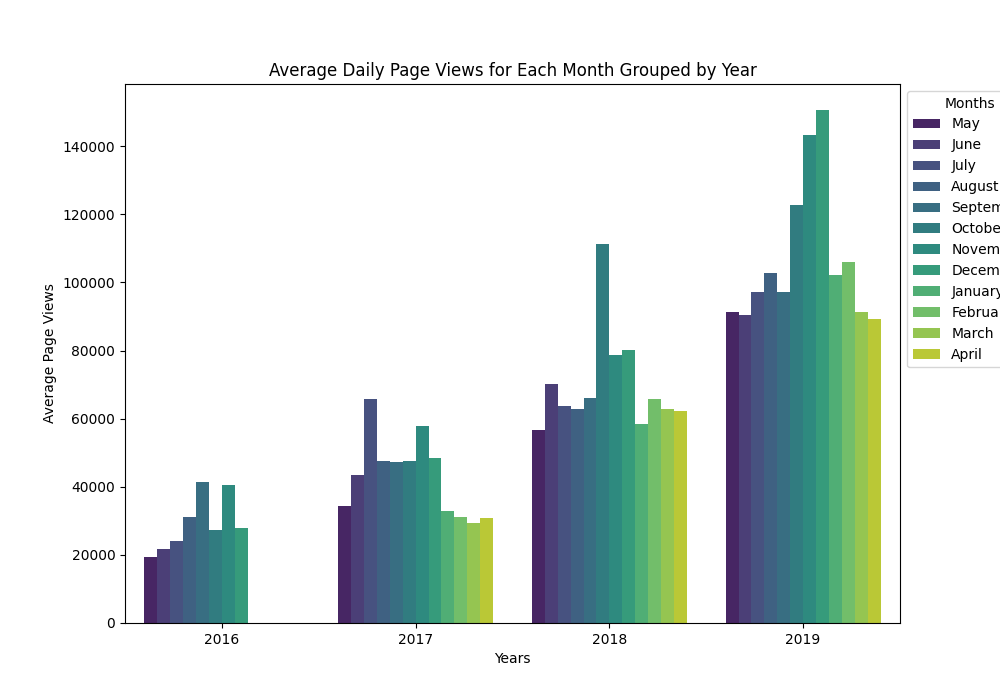 Average Daily Page Views for Each Month Grouped by Year
Average Page Views
140000
120000
100000
80000
60000
40000
20000
0
2016 2017 2018 2019
Years
Months
May
June
July
August
Septem
Octobe
Novem
Decem
January
Februa
March
April